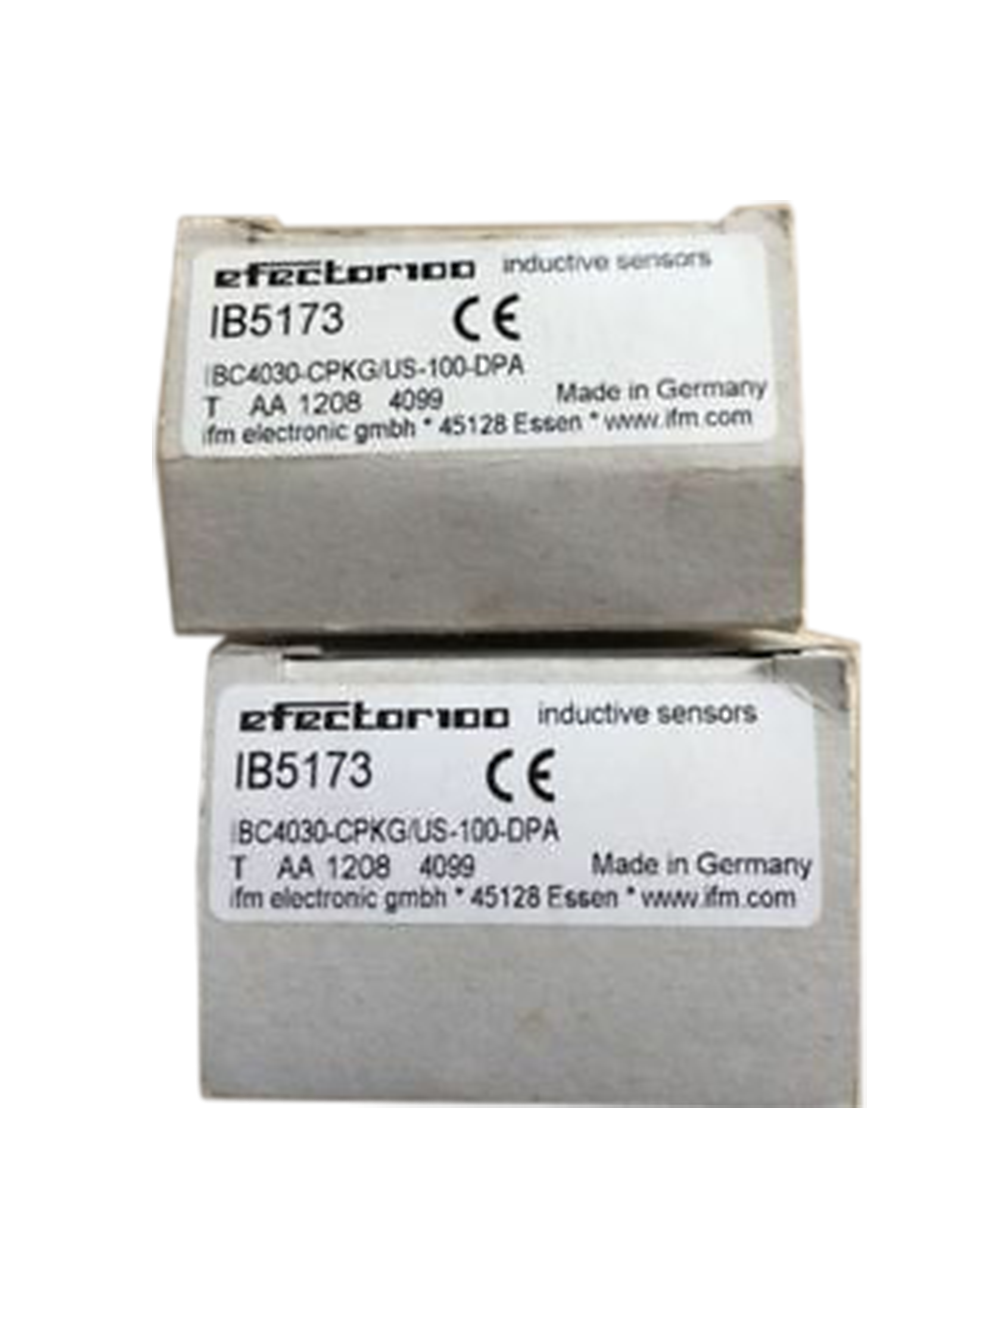 efector100 inductive sensors
IB5173 CE
IBC4030-CPKG/US-100-DPA
T AA 1208 4099 Made in Germany
ifm electronic gmbh * 45128 Essen * www.ifm.com
efector100 inductive sensors
IB5173 CE
IBC4030-CPKG/US-100-DPA
T AA 1208 4099 Made in Germany
ifm electronic gmbh * 45128 Essen * www.ifm.com